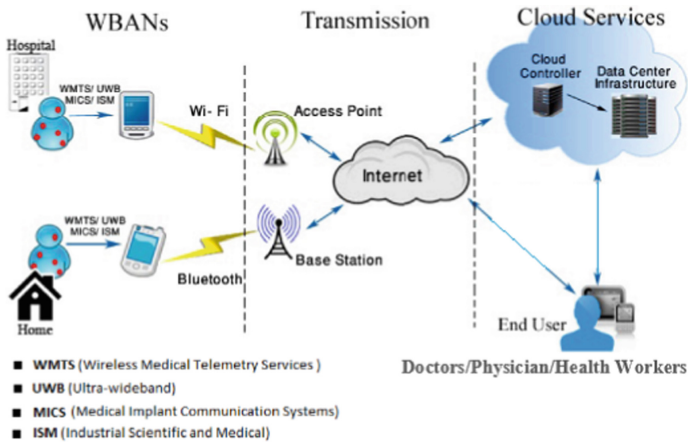 WBANs
Transmission
Cloud Services
Hospital
WMTS/ UWB
MICS/ ISM
Wi- Fi
Access Point
Cloud
Controller
Data Center
Infrastructure
Internet
WMTS/ UWB
MICS/ ISM
Bluetooth
Base Station
Home
End User
Doctors/Physician/Health Workers
■ WMTS (Wireless Medical Telemetry Services )
■ UWB (Ultra-wideband)
■ MICS (Medical Implant Communication Systems)
■ ISM (Industrial Scientific and Medical)